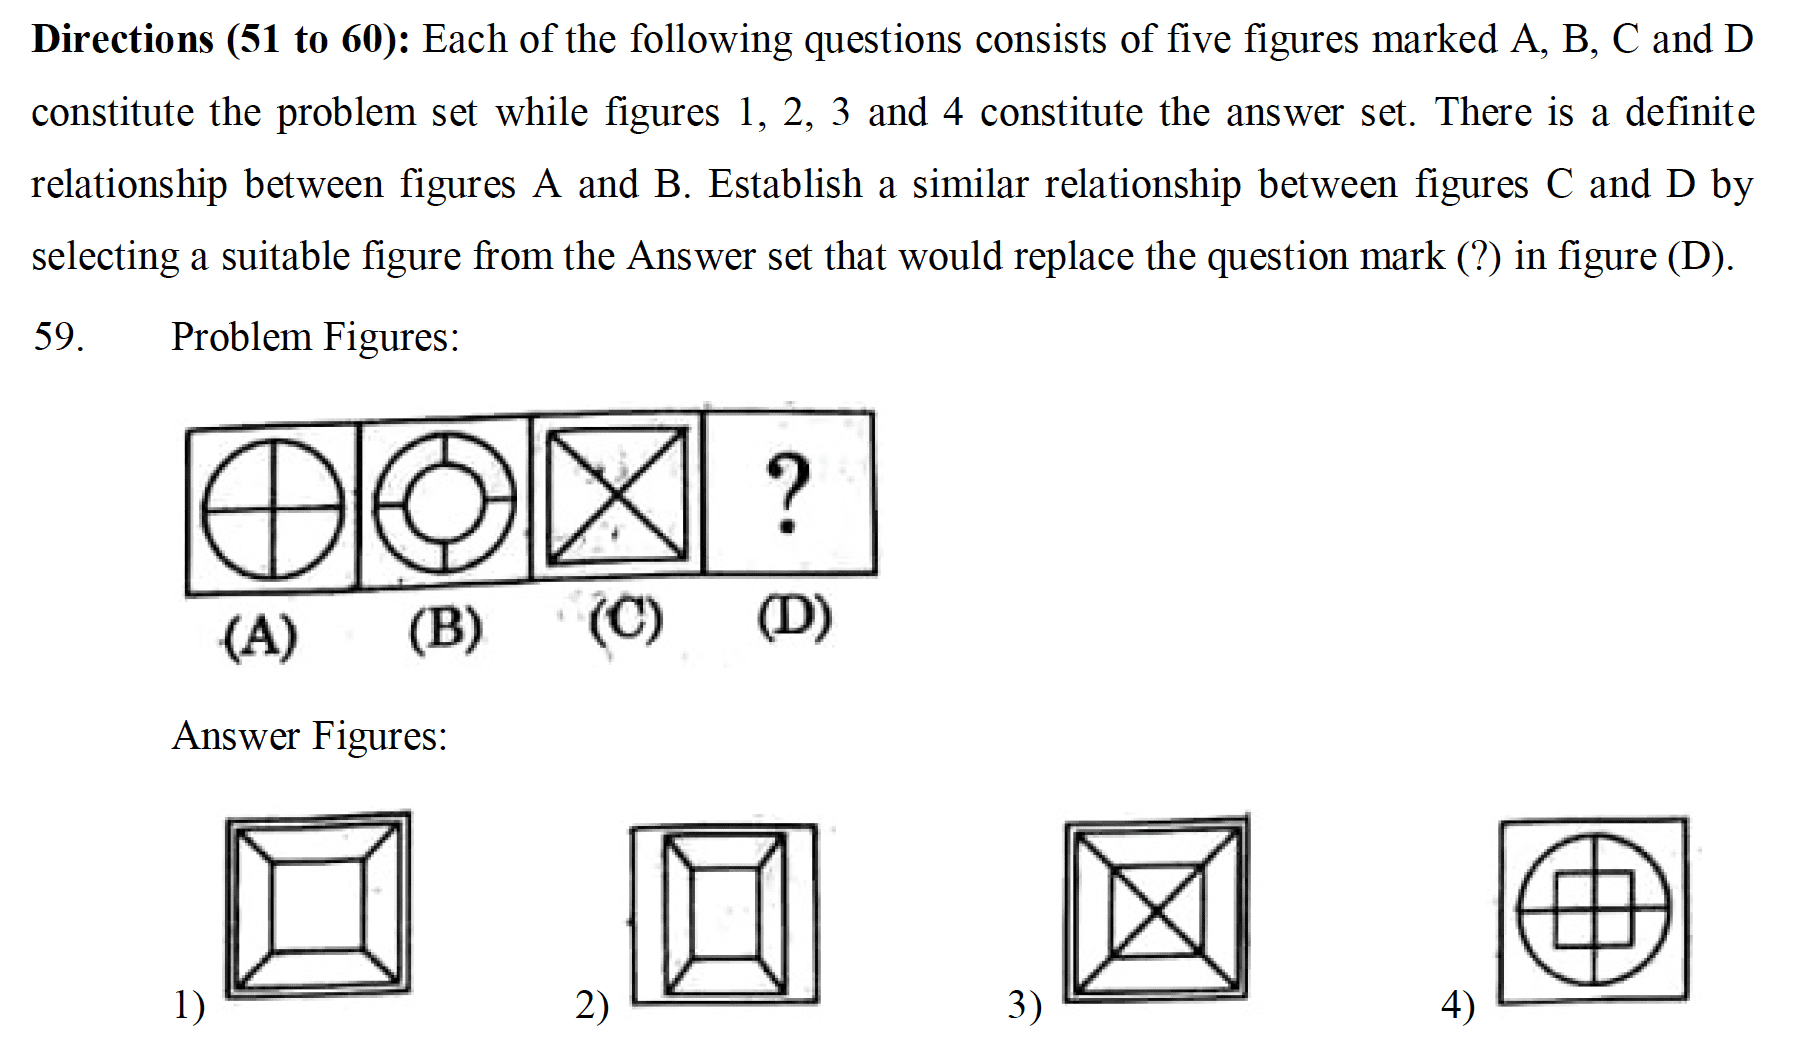 Directions (51 to 60): Each of the following questions consists of five figures marked A, B, C and D
constitute the problem set while figures 1, 2, 3 and 4 constitute the answer set. There is a definite
relationship between figures A and B. Establish a similar relationship between figures C and D by
selecting a suitable figure from the Answer set that would replace the question mark (?) in figure (D).
59. Problem Figures:
?
(A) (B) (C) (D)
Answer Figures:
1) 2) 3) 4)